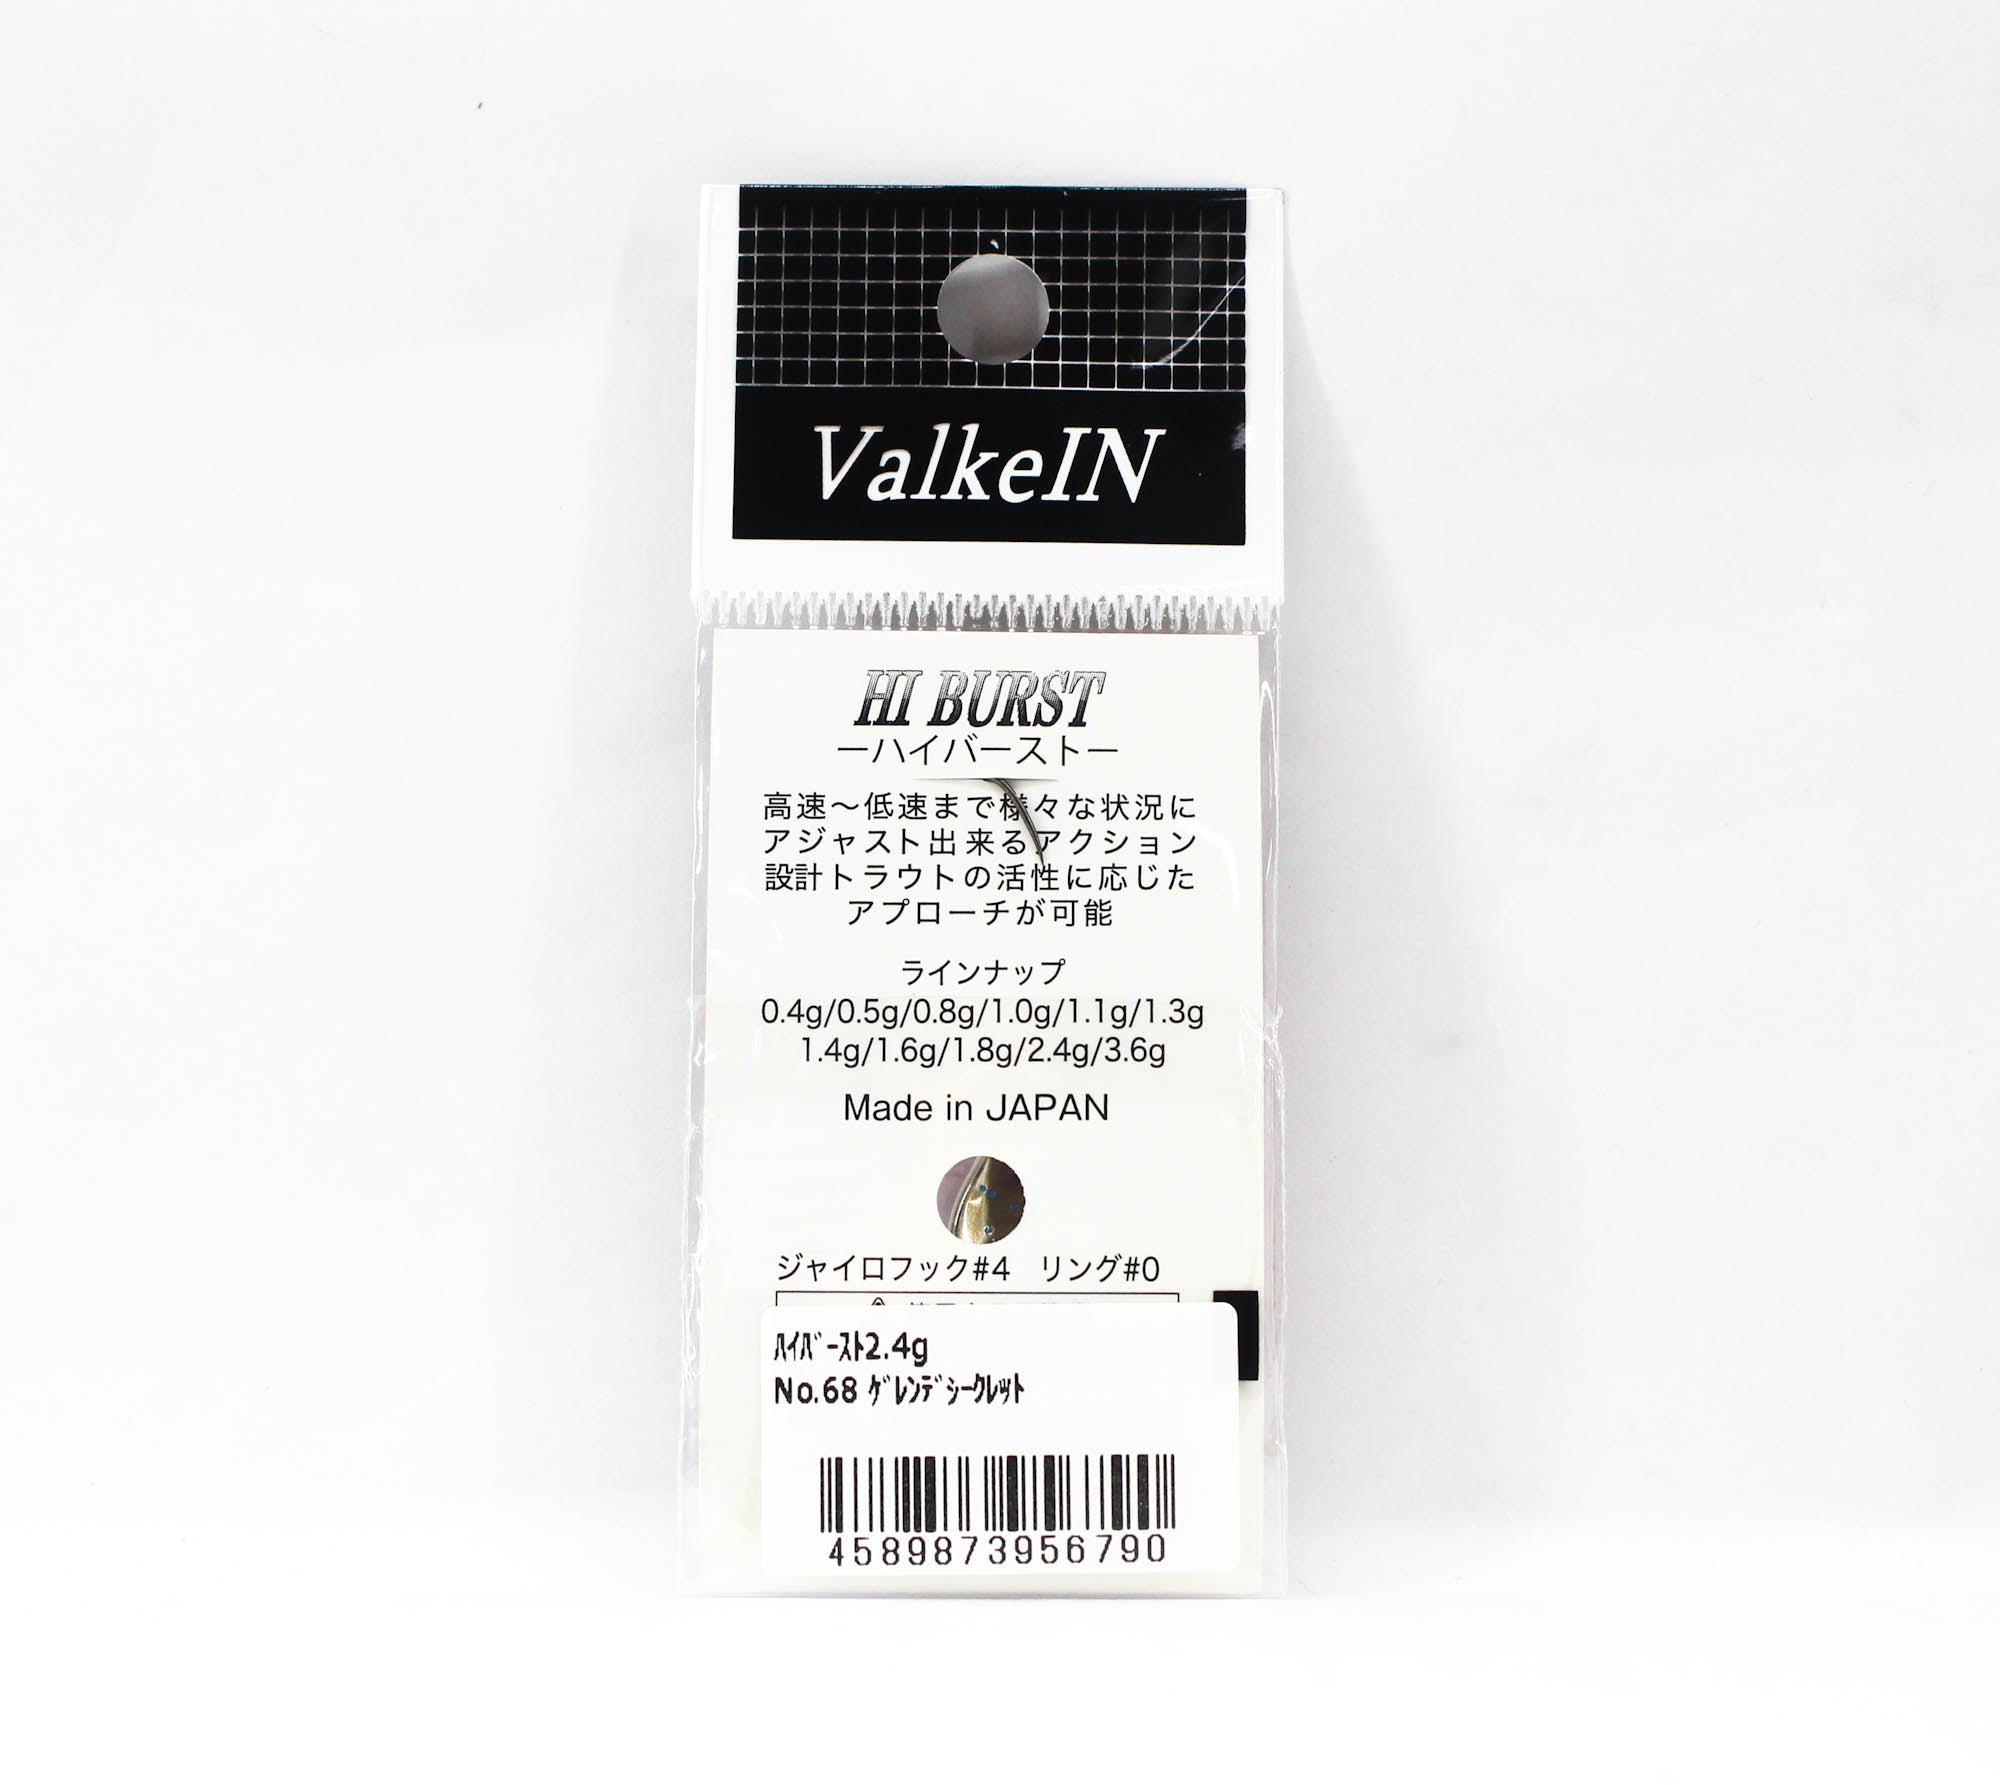 ValkeIN
HI BURST
ーハイバーストー
高速～低速まで様々な状況に
アジャスト出来るアクション
設計トラウトの活性に応じた
アプローチが可能
ラインナップ
0.4g/0.5g/0.8g/1.0g/1.1g/1.3g
1.4g/1.6g/1.8g/2.4g/3.6g
Made in JAPAN
ジャイロフック#4　リング#0
ﾊｲﾊﾞｰｽﾄ2.4g
No.68 ｹﾞﾚﾝﾃﾞｼｰｸﾚｯﾄ
4589873956790